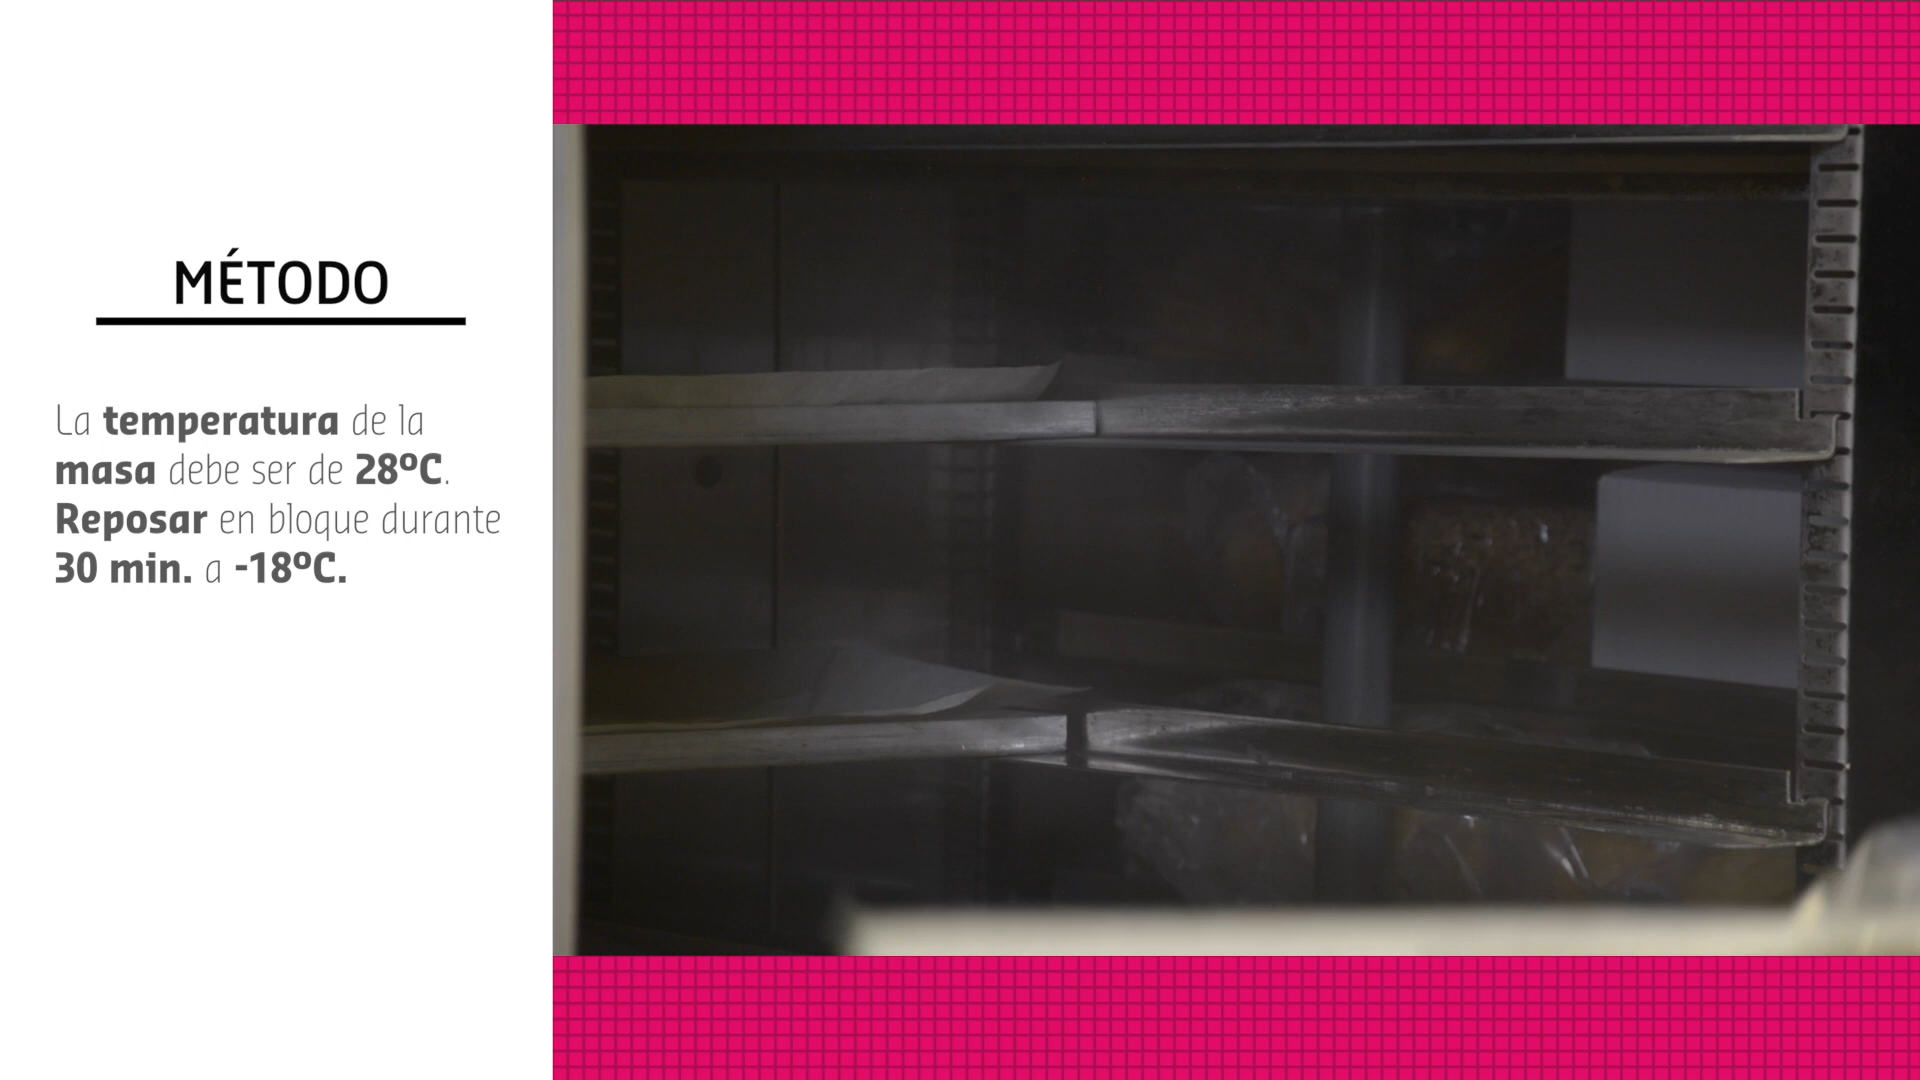 MÉTODO
La temperatura de la
masa debe ser de 28ºC.
Reposar en bloque durante
30 min. a -18ºC.